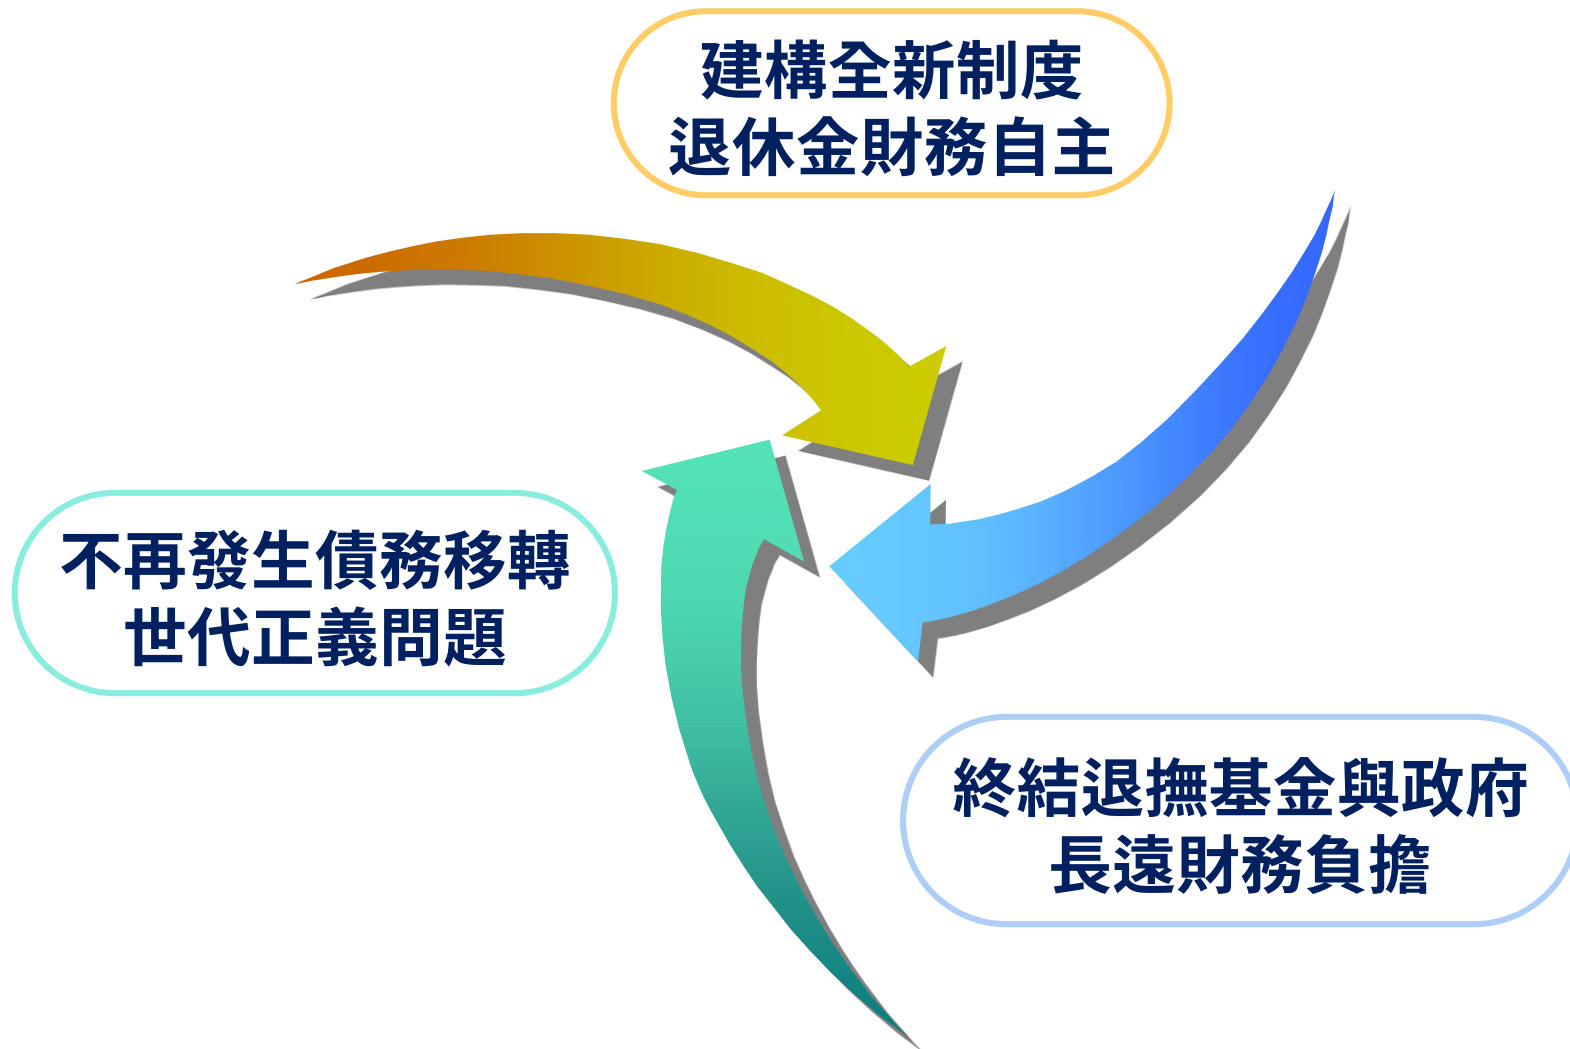 建構全新制度
退休金財務自主
不再發生債務移轉
世代正義問題
終結退撫基金與政府
長遠財務負擔